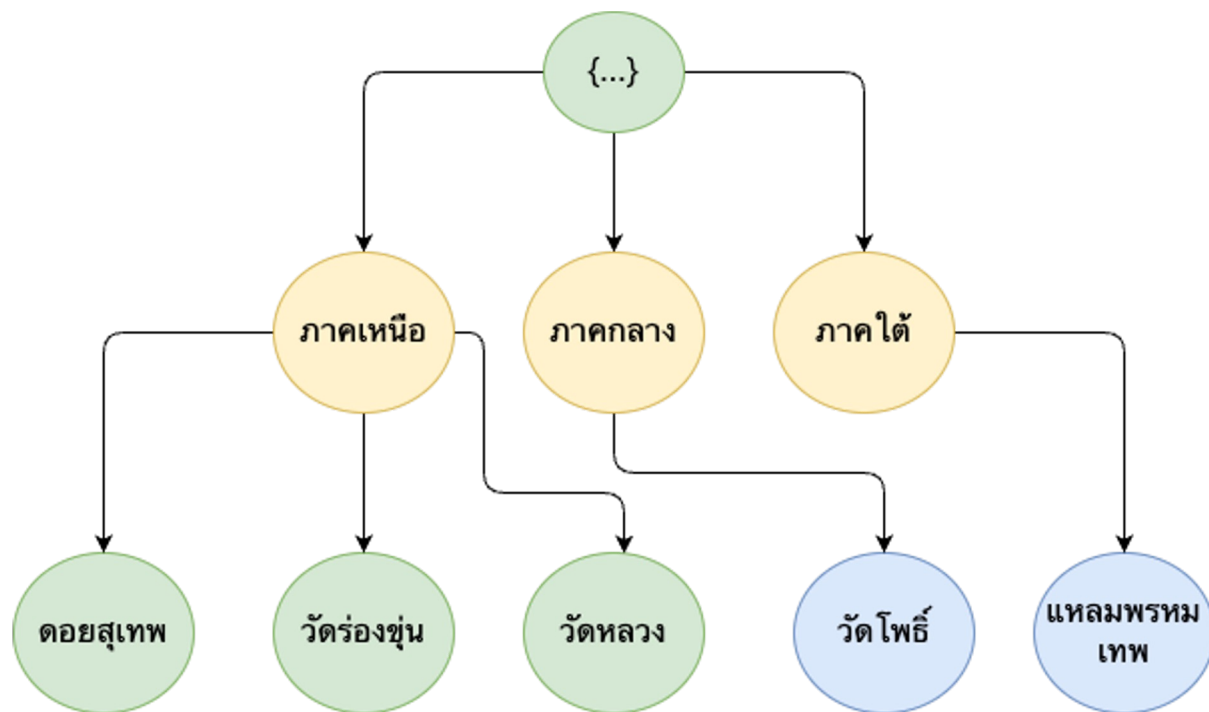 {...}
ภาคเหนือ
ภาคกลาง
ภาคใต้
ดอยสุเทพ
วัดร่องขุ่น
วัดหลวง
วัดโพธิ์
แหลมพรหม
เทพ